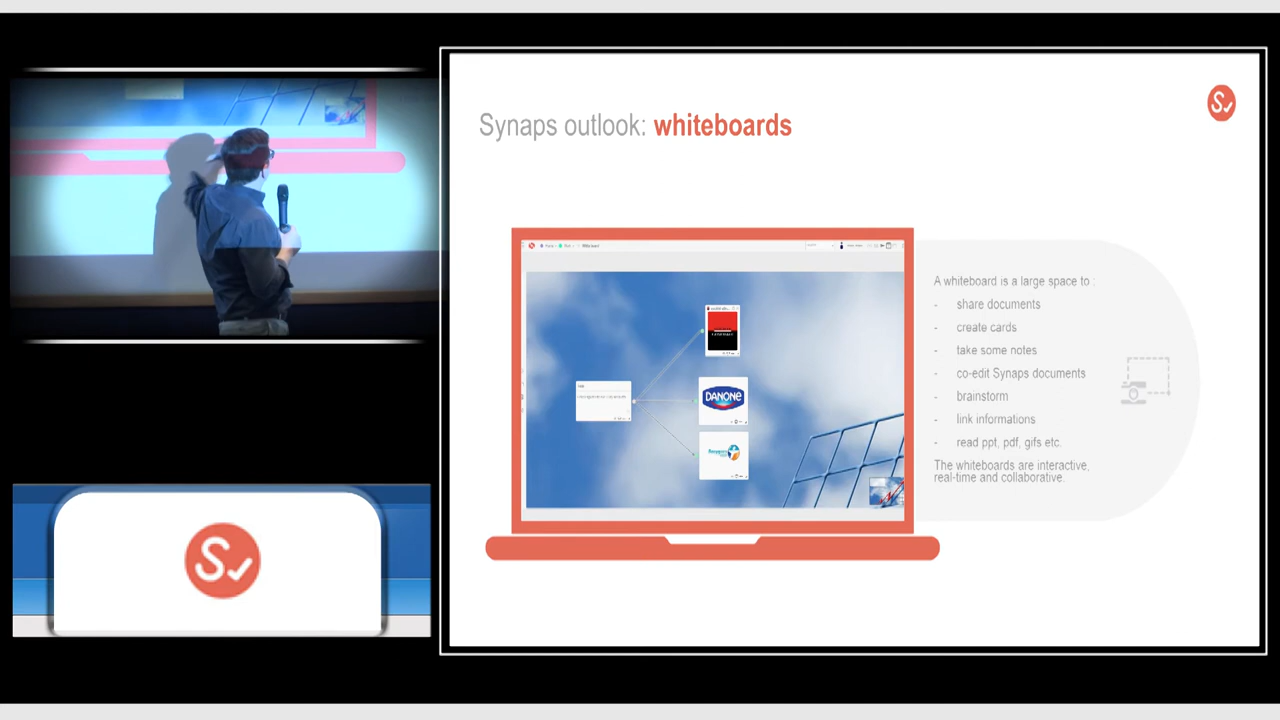 Synaps outlook: whiteboards
A whiteboard is a large space to :
- share documents
- create cards
- take some notes
- co-edit Synaps documents
- brainstorm
- link informations
- read ppt, pdf, gifs etc.
The whiteboards are interactive,
real-time and collaborative.
DANONE